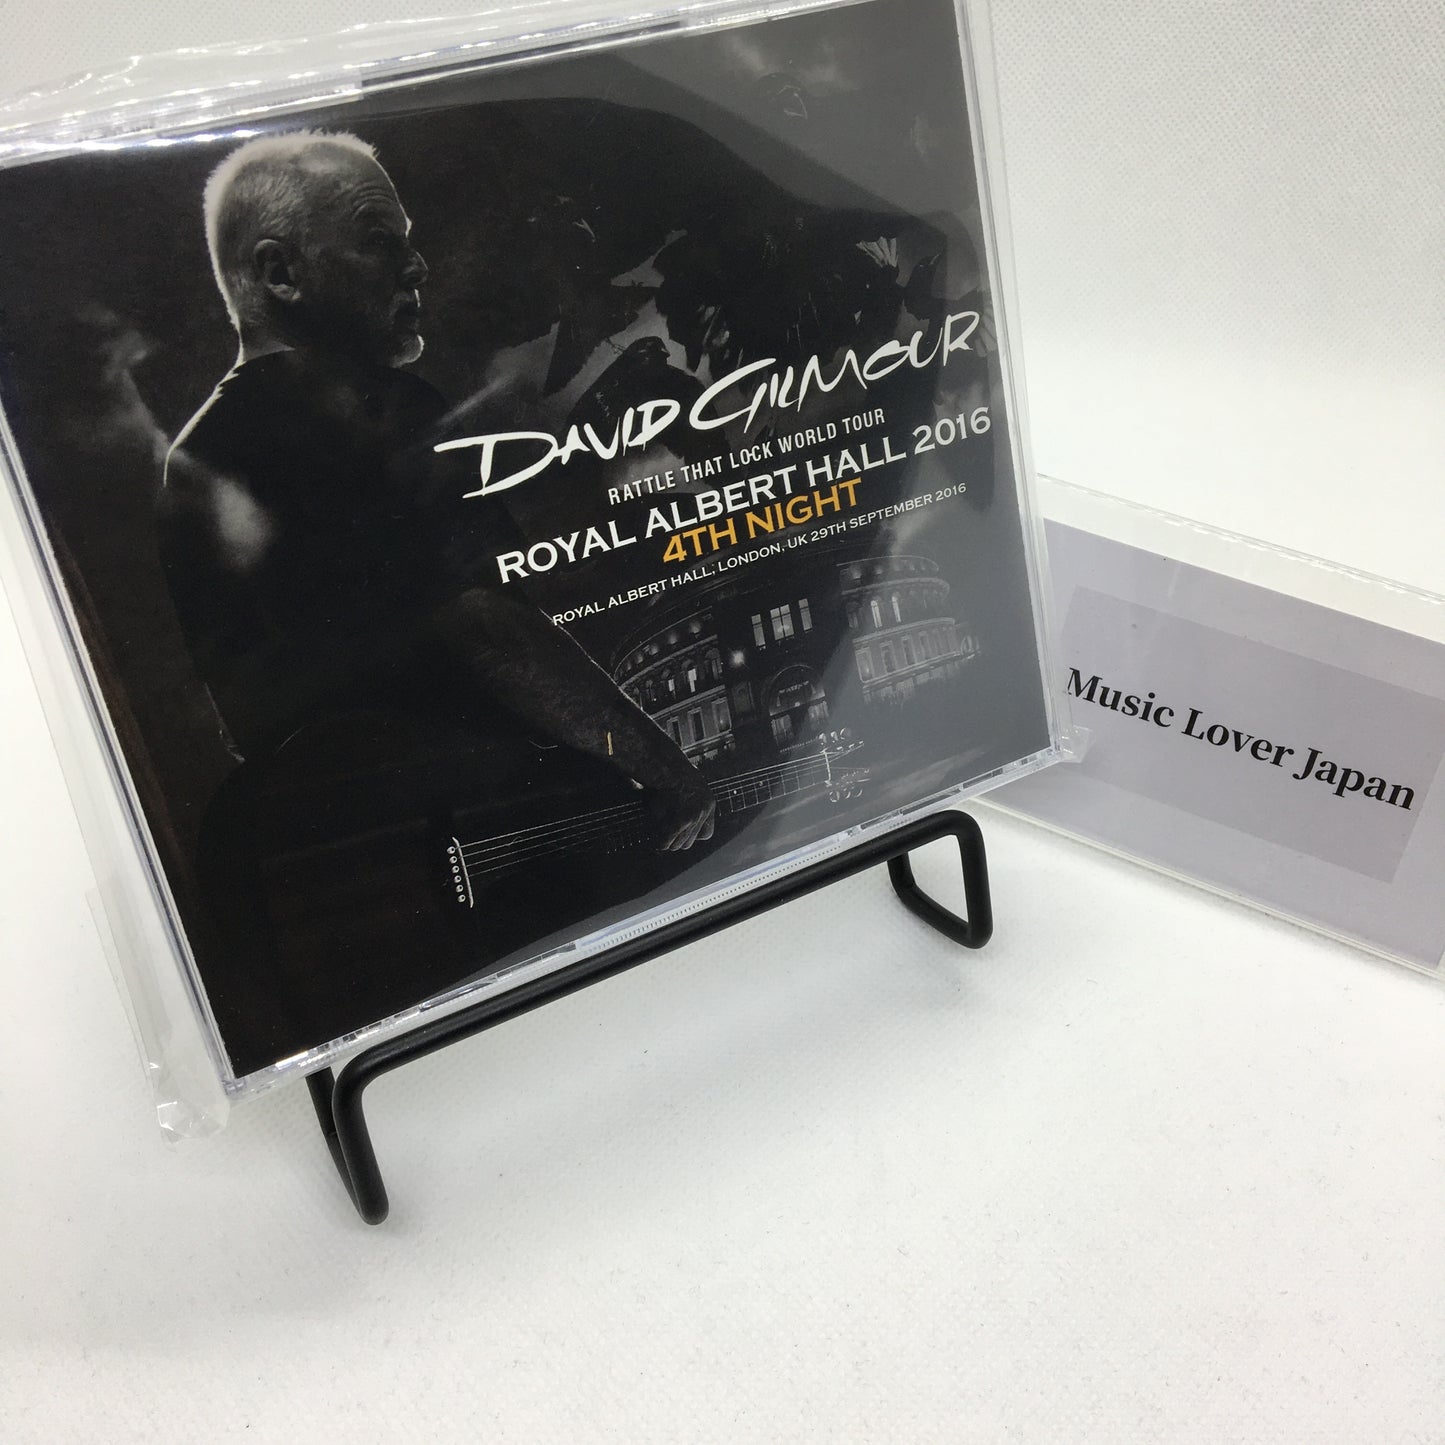 DAVID GILMOUR
RATTLE THAT LOCK WORLD TOUR
ROYAL ALBERT HALL 2016
4TH NIGHT
ROYAL ALBERT HALL, LONDON, UK 29TH SEPTEMBER 2016
Music Lover Japan